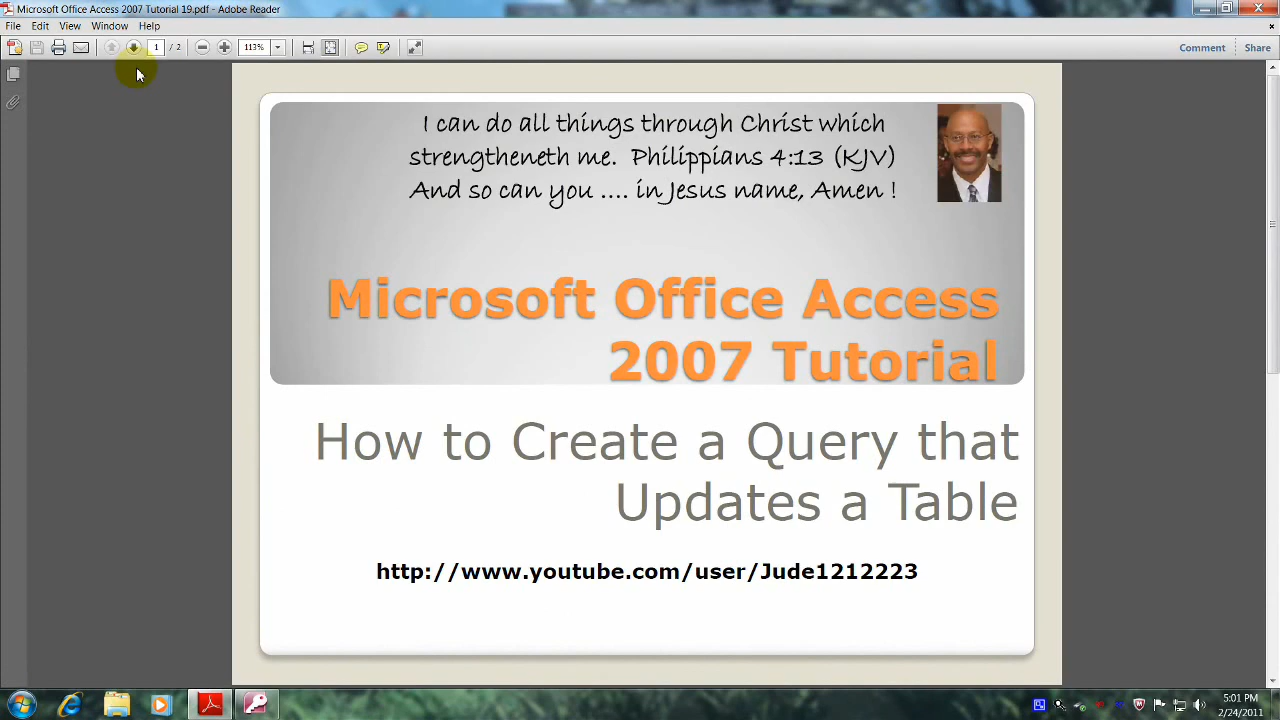 Microsoft Office Access 2007 Tutorial 19.pdf - Adobe Reader
File Edit View Window Help
1 / 2 113% Comment Share
I can do all things through Christ which
strengtheneth me. Philippians 4:13 (KJV)
And so can you .... in Jesus name, Amen !
Microsoft Office Access
2007 Tutorial
How to Create a Query that
Updates a Table
http://www.youtube.com/user/Jude1212223
5:01 PM
2/24/2011